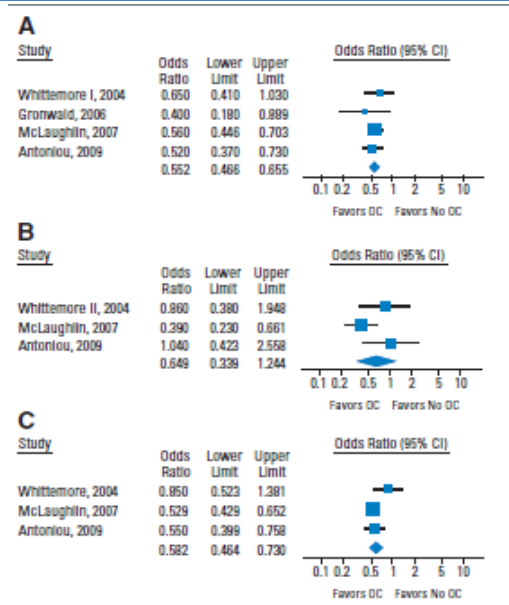 A
Study
Odds Ratio (95% CI)
Odds Lower Upper
Ratio Limit Limit
Whittemore I, 2004 0.650 0.410 1.030
Gronwald, 2006 0.400 0.180 0.889
McLaughlin, 2007 0.560 0.446 0.703
Antoniou, 2009 0.520 0.370 0.730
0.552 0.466 0.655
0.1 0.2 0.5 1 2 5 10
Favors OC Favors No OC
B
Study
Odds Ratio (95% CI)
Odds Lower Upper
Ratio Limit Limit
Whittemore II, 2004 0.860 0.380 1.948
McLaughlin, 2007 0.390 0.230 0.661
Antoniou, 2009 1.040 0.423 2.558
0.649 0.339 1.244
0.1 0.2 0.5 1 2 5 10
Favors OC Favors No OC
C
Study
Odds Ratio (95% CI)
Odds Lower Upper
Ratio Limit Limit
Whittemore, 2004 0.850 0.523 1.381
McLaughlin, 2007 0.529 0.429 0.652
Antoniou, 2009 0.550 0.399 0.758
0.582 0.464 0.730
0.1 0.2 0.5 1 2 5 10
Favors OC Favors No OC